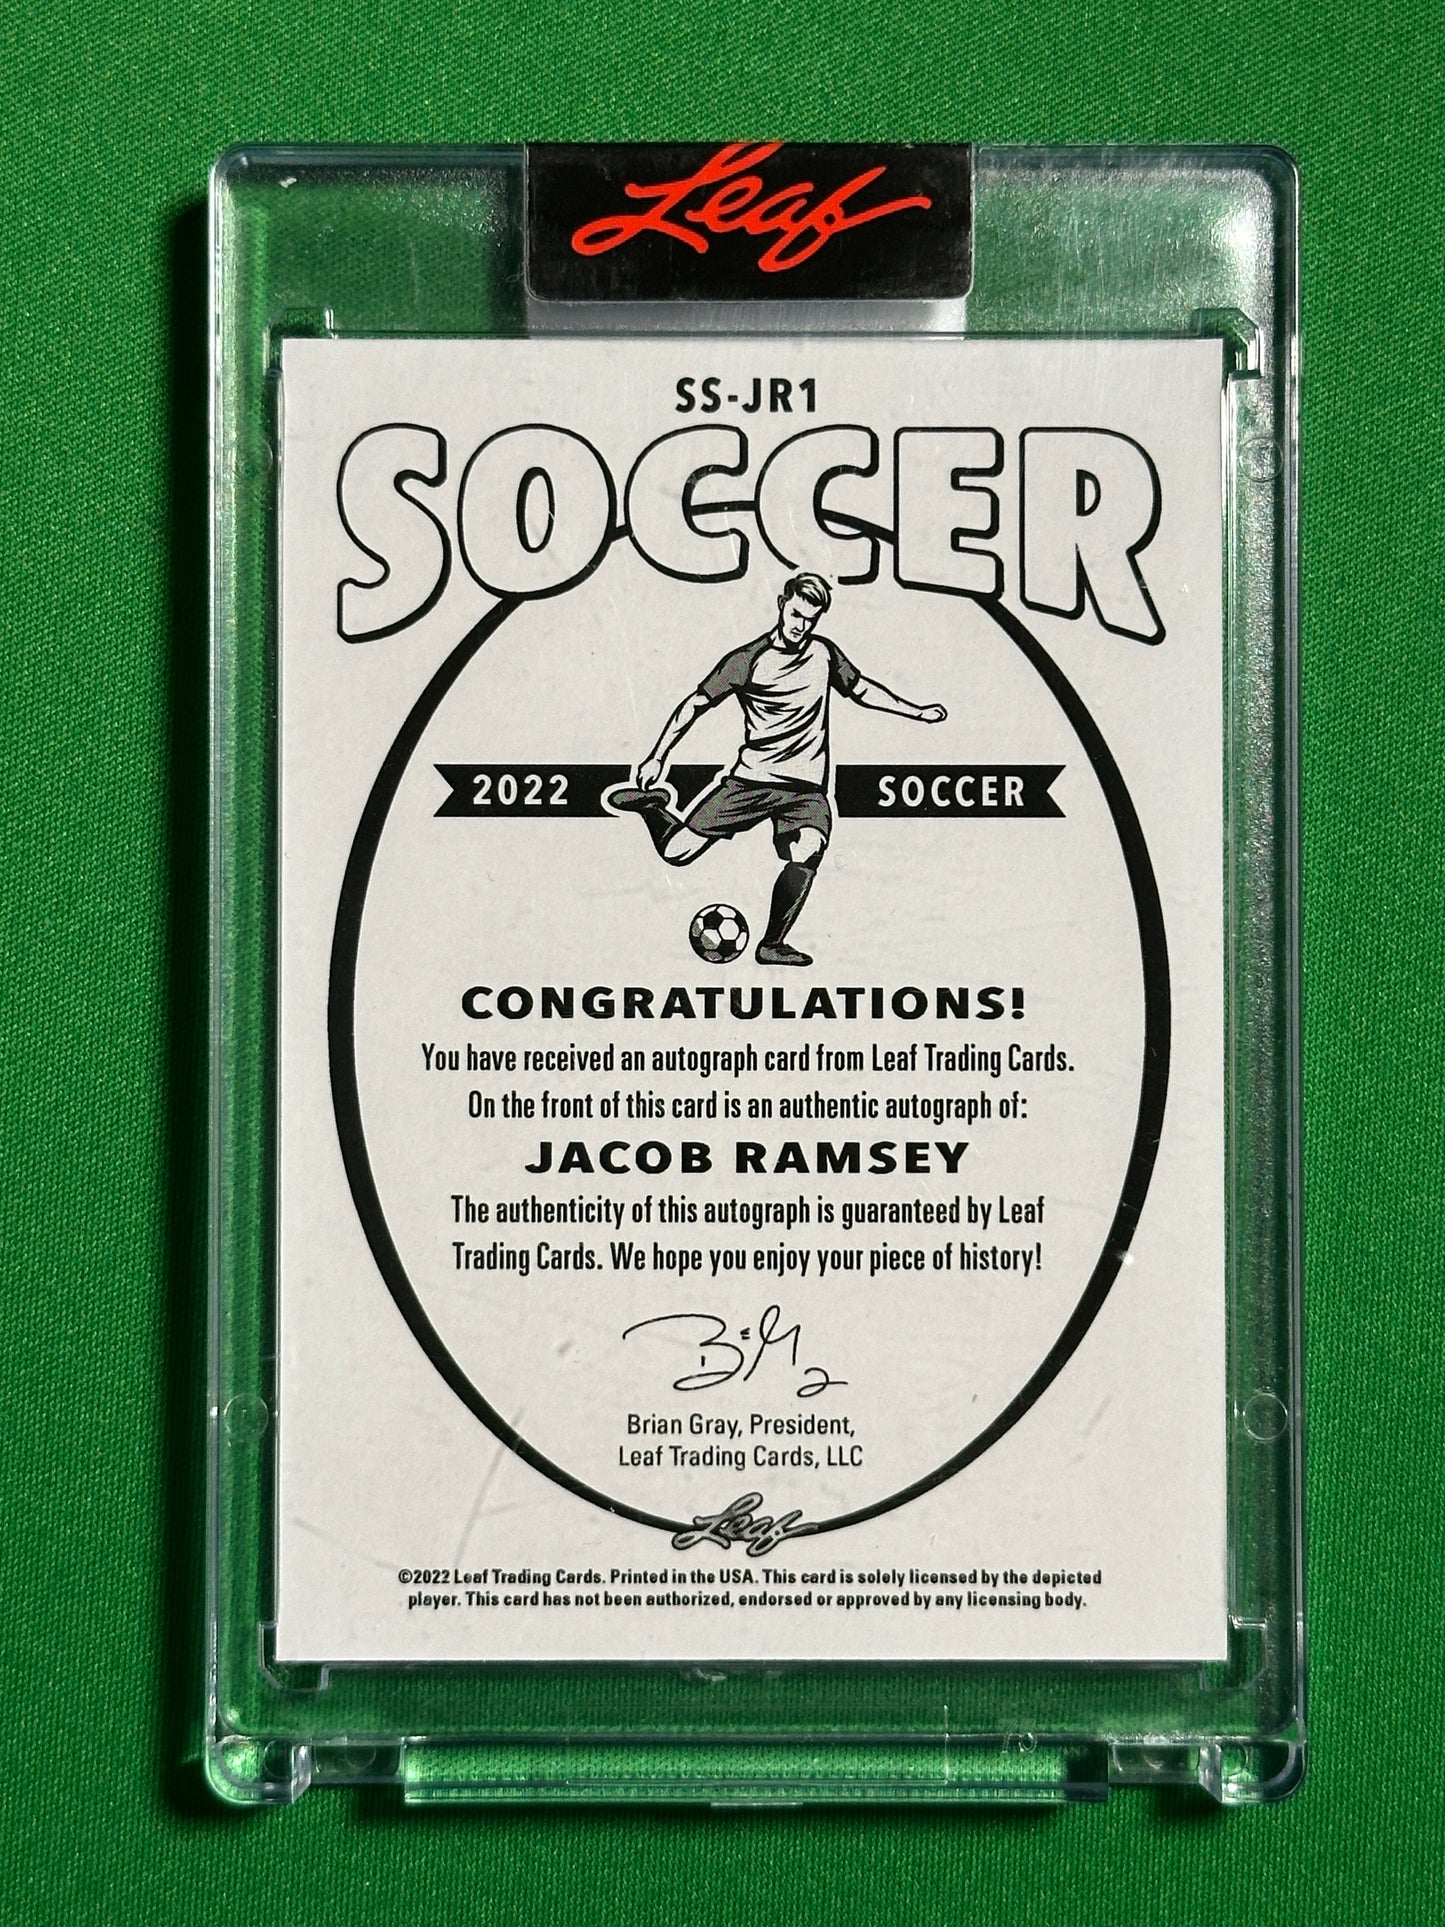 Leaf
SS-JR1
SOCCER
2022 SOCCER
CONGRATULATIONS!
You have received an autograph card from Leaf Trading Cards.
On the front of this card is an authentic autograph of:
JACOB RAMSEY
The authenticity of this autograph is guaranteed by Leaf
Trading Cards. We hope you enjoy your piece of history!
Brian Gray, President,
Leaf Trading Cards, LLC
Leaf
©2022 Leaf Trading Cards. Printed in the USA. This card is solely licensed by the depicted
player. This card has not been authorized, endorsed or approved by any licensing body.